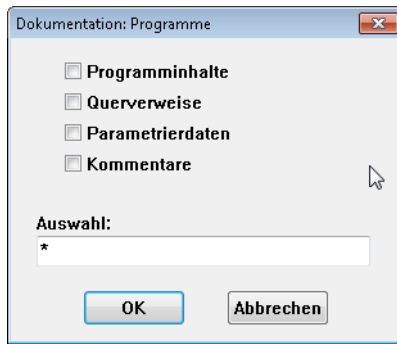 Dokumentation: Programme
Programminhalte
Querverweise
Parametrierdaten
Kommentare
Auswahl:
*
OK Abbrechen